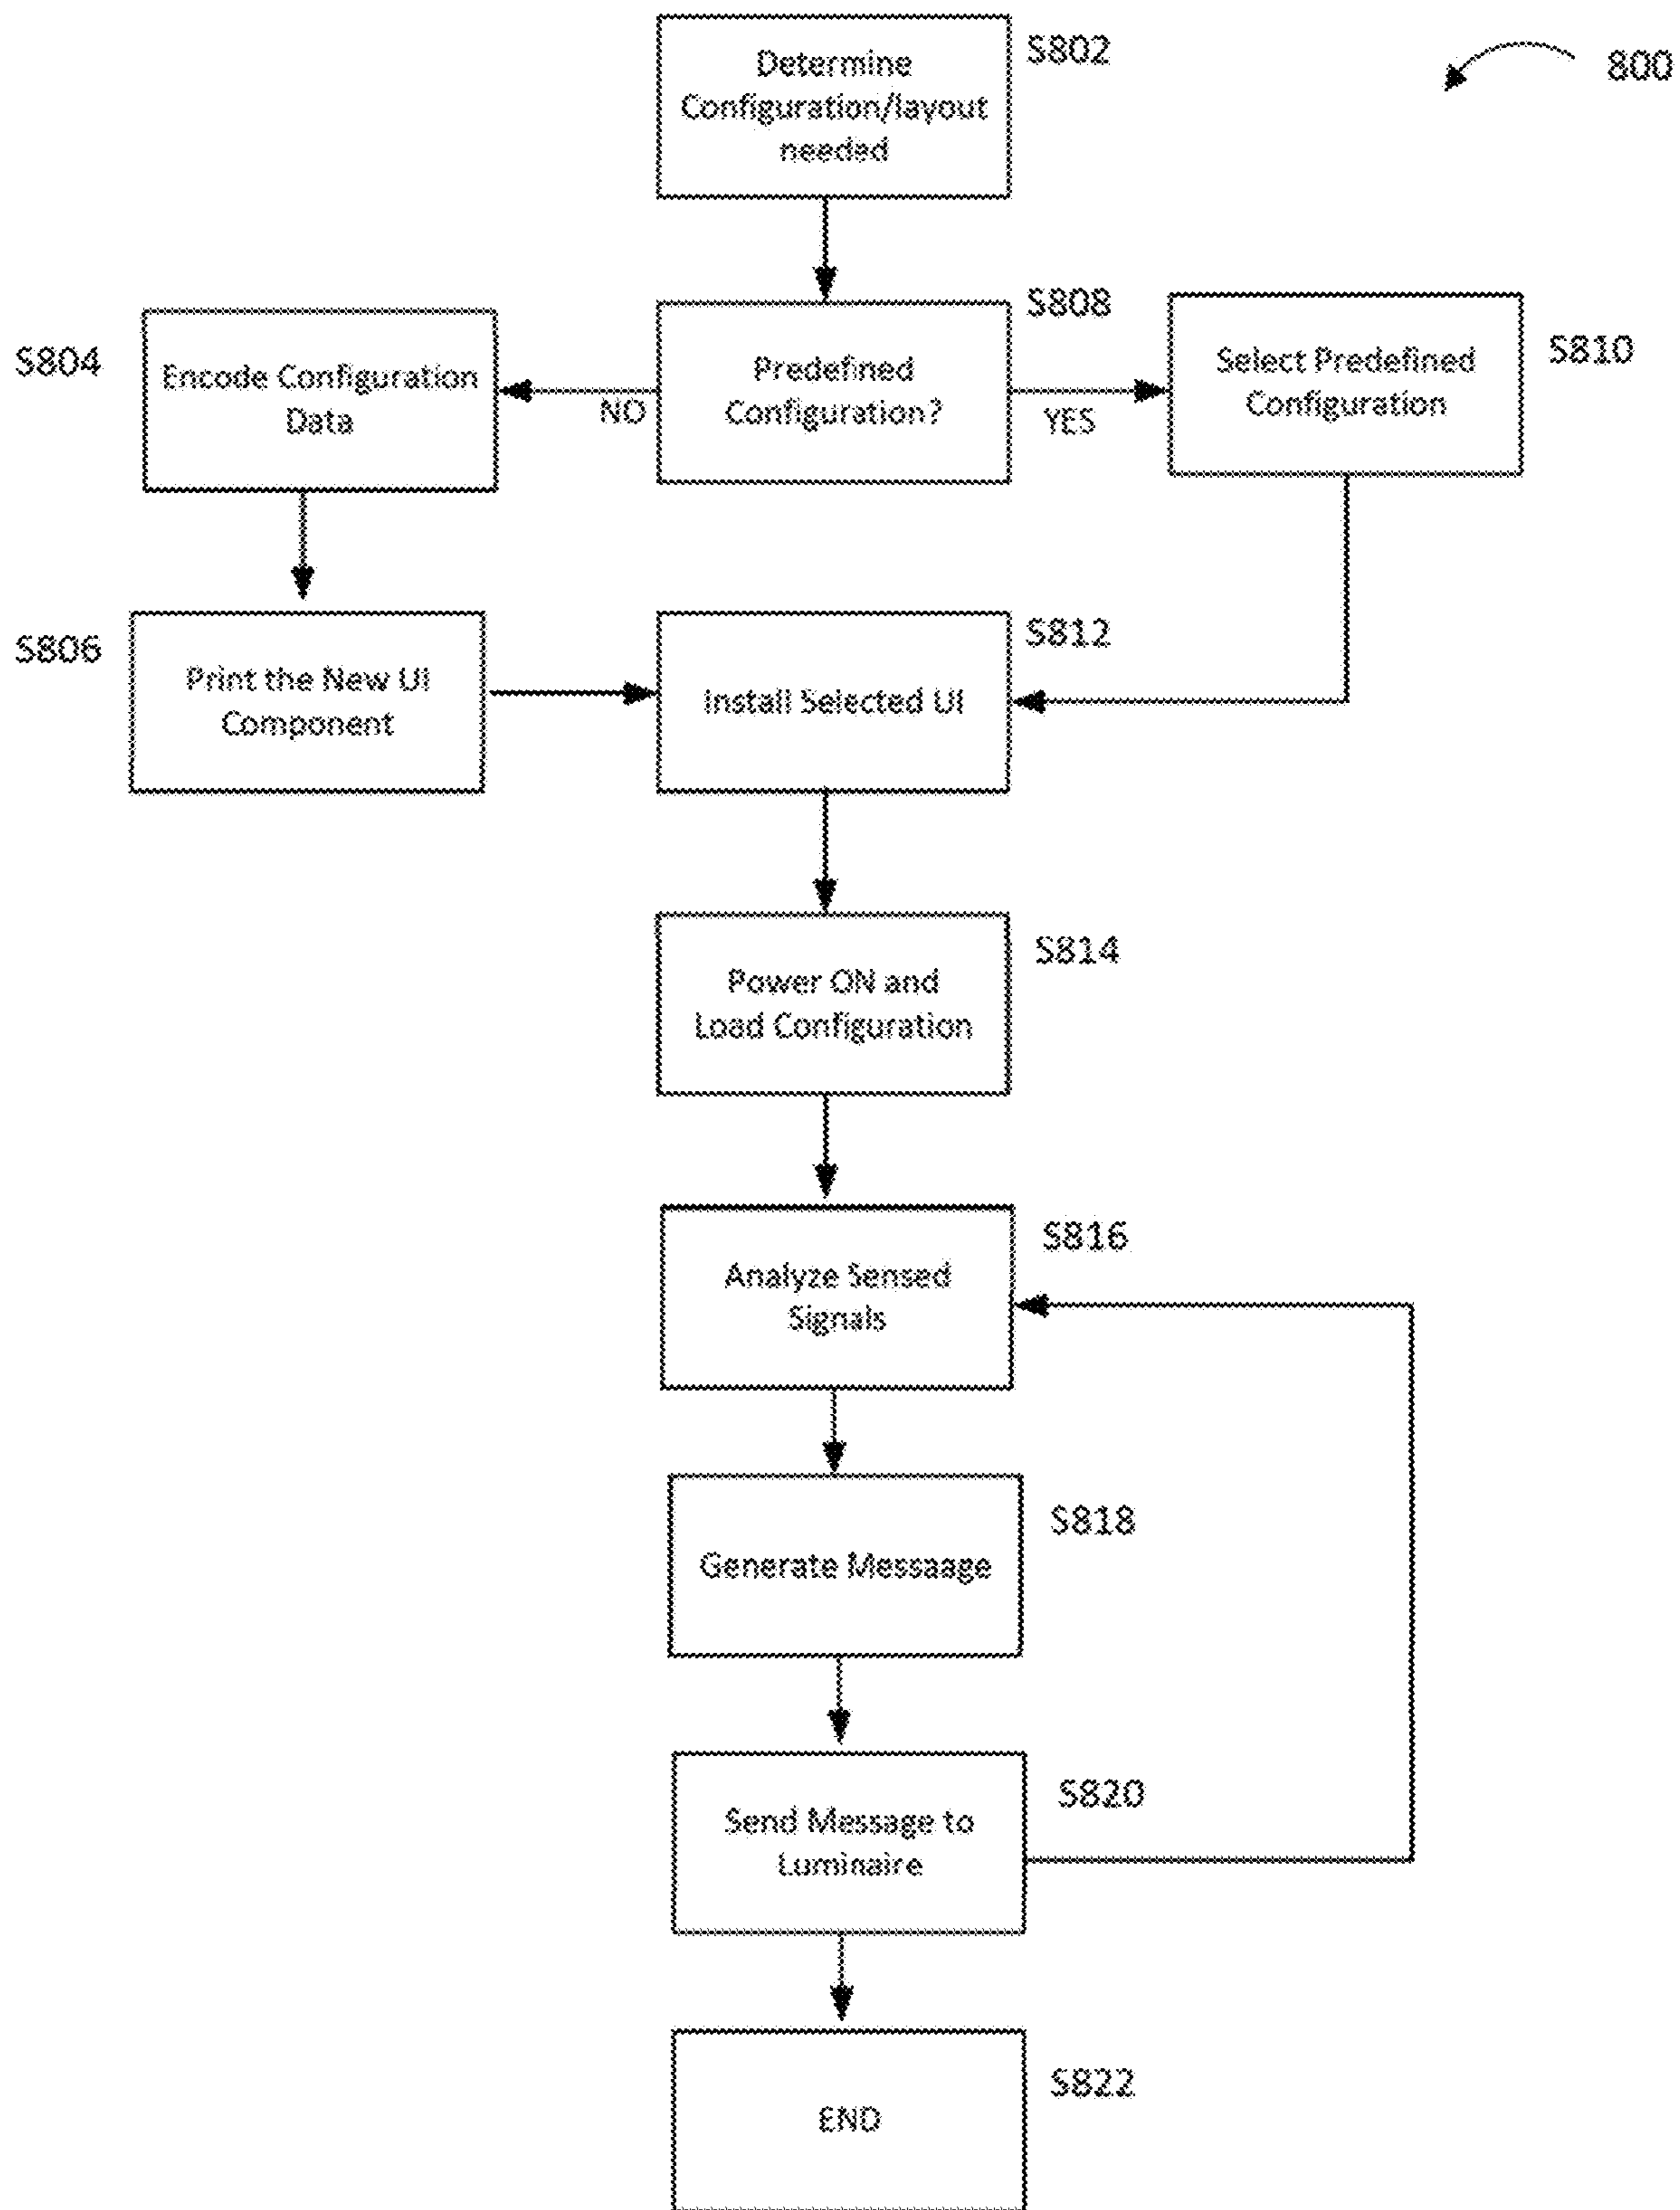 Determine
Configuration/layout
needed
S802
800
S804
Encode Configuration
Data
NO
Predefined
Configuration?
S808
YES
Select Predefined
Configuration
S810
S806
Print the New UI
Component
Install Selected UI
S812
Power ON and
Load Configuration
S814
Analyze Sensed
Signals
S816
Generate Messaage
S818
Send Message to
Luminaire
S820
END
S822